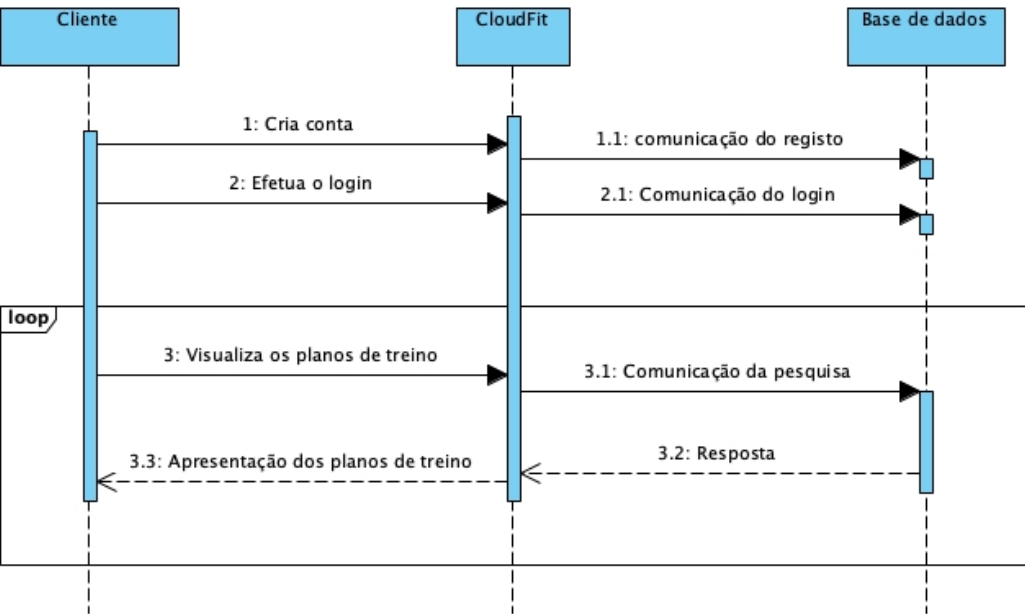 Cliente
CloudFit
Base de dados
1: Cria conta
1.1: comunicação do registo
2: Efetua o login
2.1: Comunicação do login
loop
3: Visualiza os planos de treino
3.1: Comunicação da pesquisa
3.2: Resposta
3.3: Apresentação dos planos de treino